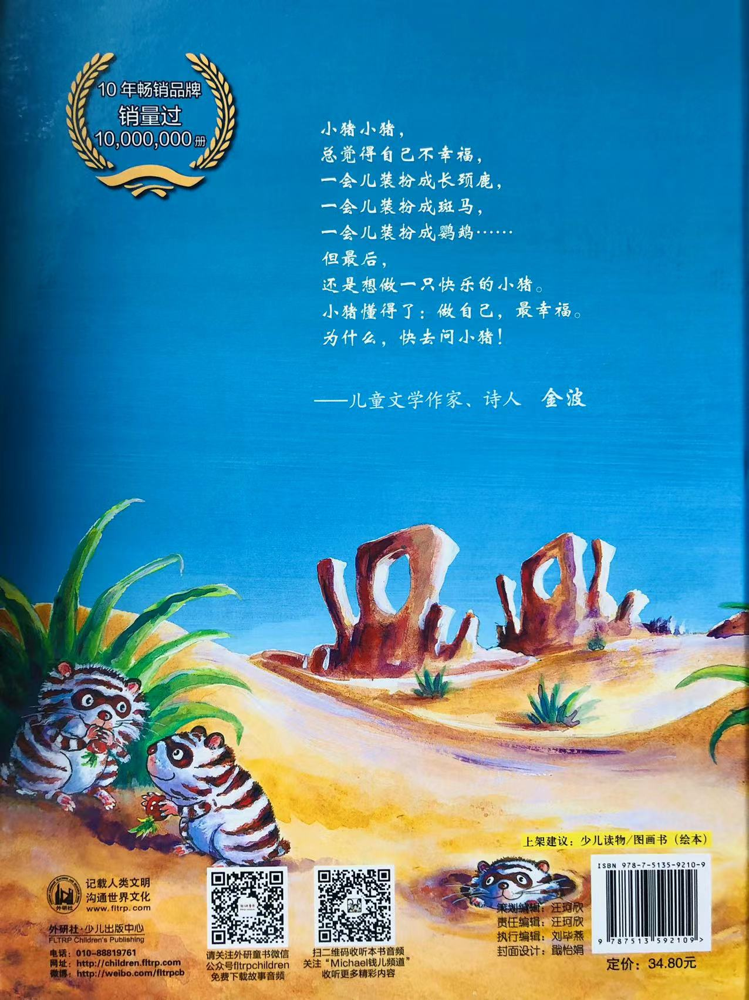 10 年畅销品牌
销量过
10,000,000 册
小猪小猪，
总觉得自己不幸福，
一会儿装扮成长颈鹿，
一会儿装扮成斑马，
一会儿装扮成鹦鹉……
但最后，
还是想做一只快乐的小猪。
小猪懂得了：做自己，最幸福。
为什么，快去问小猪！
——儿童文学作家、诗人 金波
上架建议：少儿读物/图画书（绘本）
记载人类文明
沟通世界文化
www.fltrp.com
外研社
外研社·少儿出版中心
FLTRP Children's Publishing
电话：010-88819761
网址：http://children.fltrp.com
微博：http://weibo.com/fltrpcb
请关注外研童书微信
公众号fltrpchildren
免费下载故事音频
扫二维码收听本书音频
关注“Michael钱儿频道”
收听更多精彩内容
策划编辑：汪珂欣
责任编辑：汪珂欣
执行编辑：刘毕燕
封面设计：戢怡娟
ISBN 978-7-5135-9210-9
9 787513 592109>
定价：34.80元